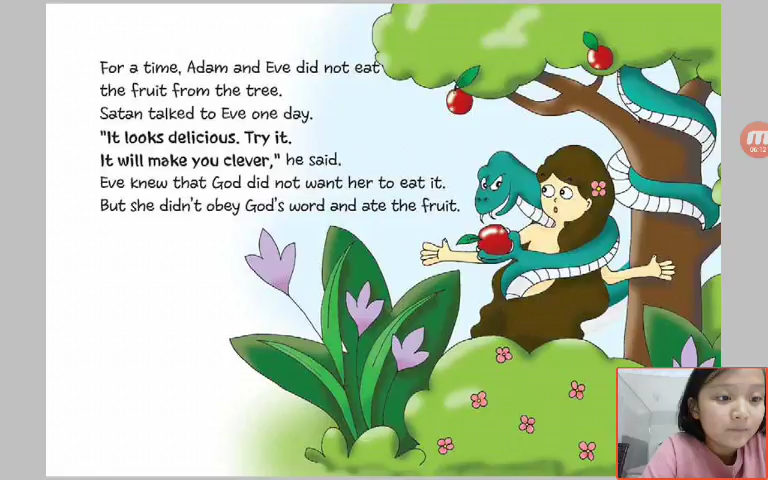 For a time, Adam and Eve did not eat
the fruit from the tree.
Satan talked to Eve one day.
"It looks delicious. Try it.
It will make you clever," he said.
Eve knew that God did not want her to eat it.
But she didn't obey God's word and ate the fruit.
06:12